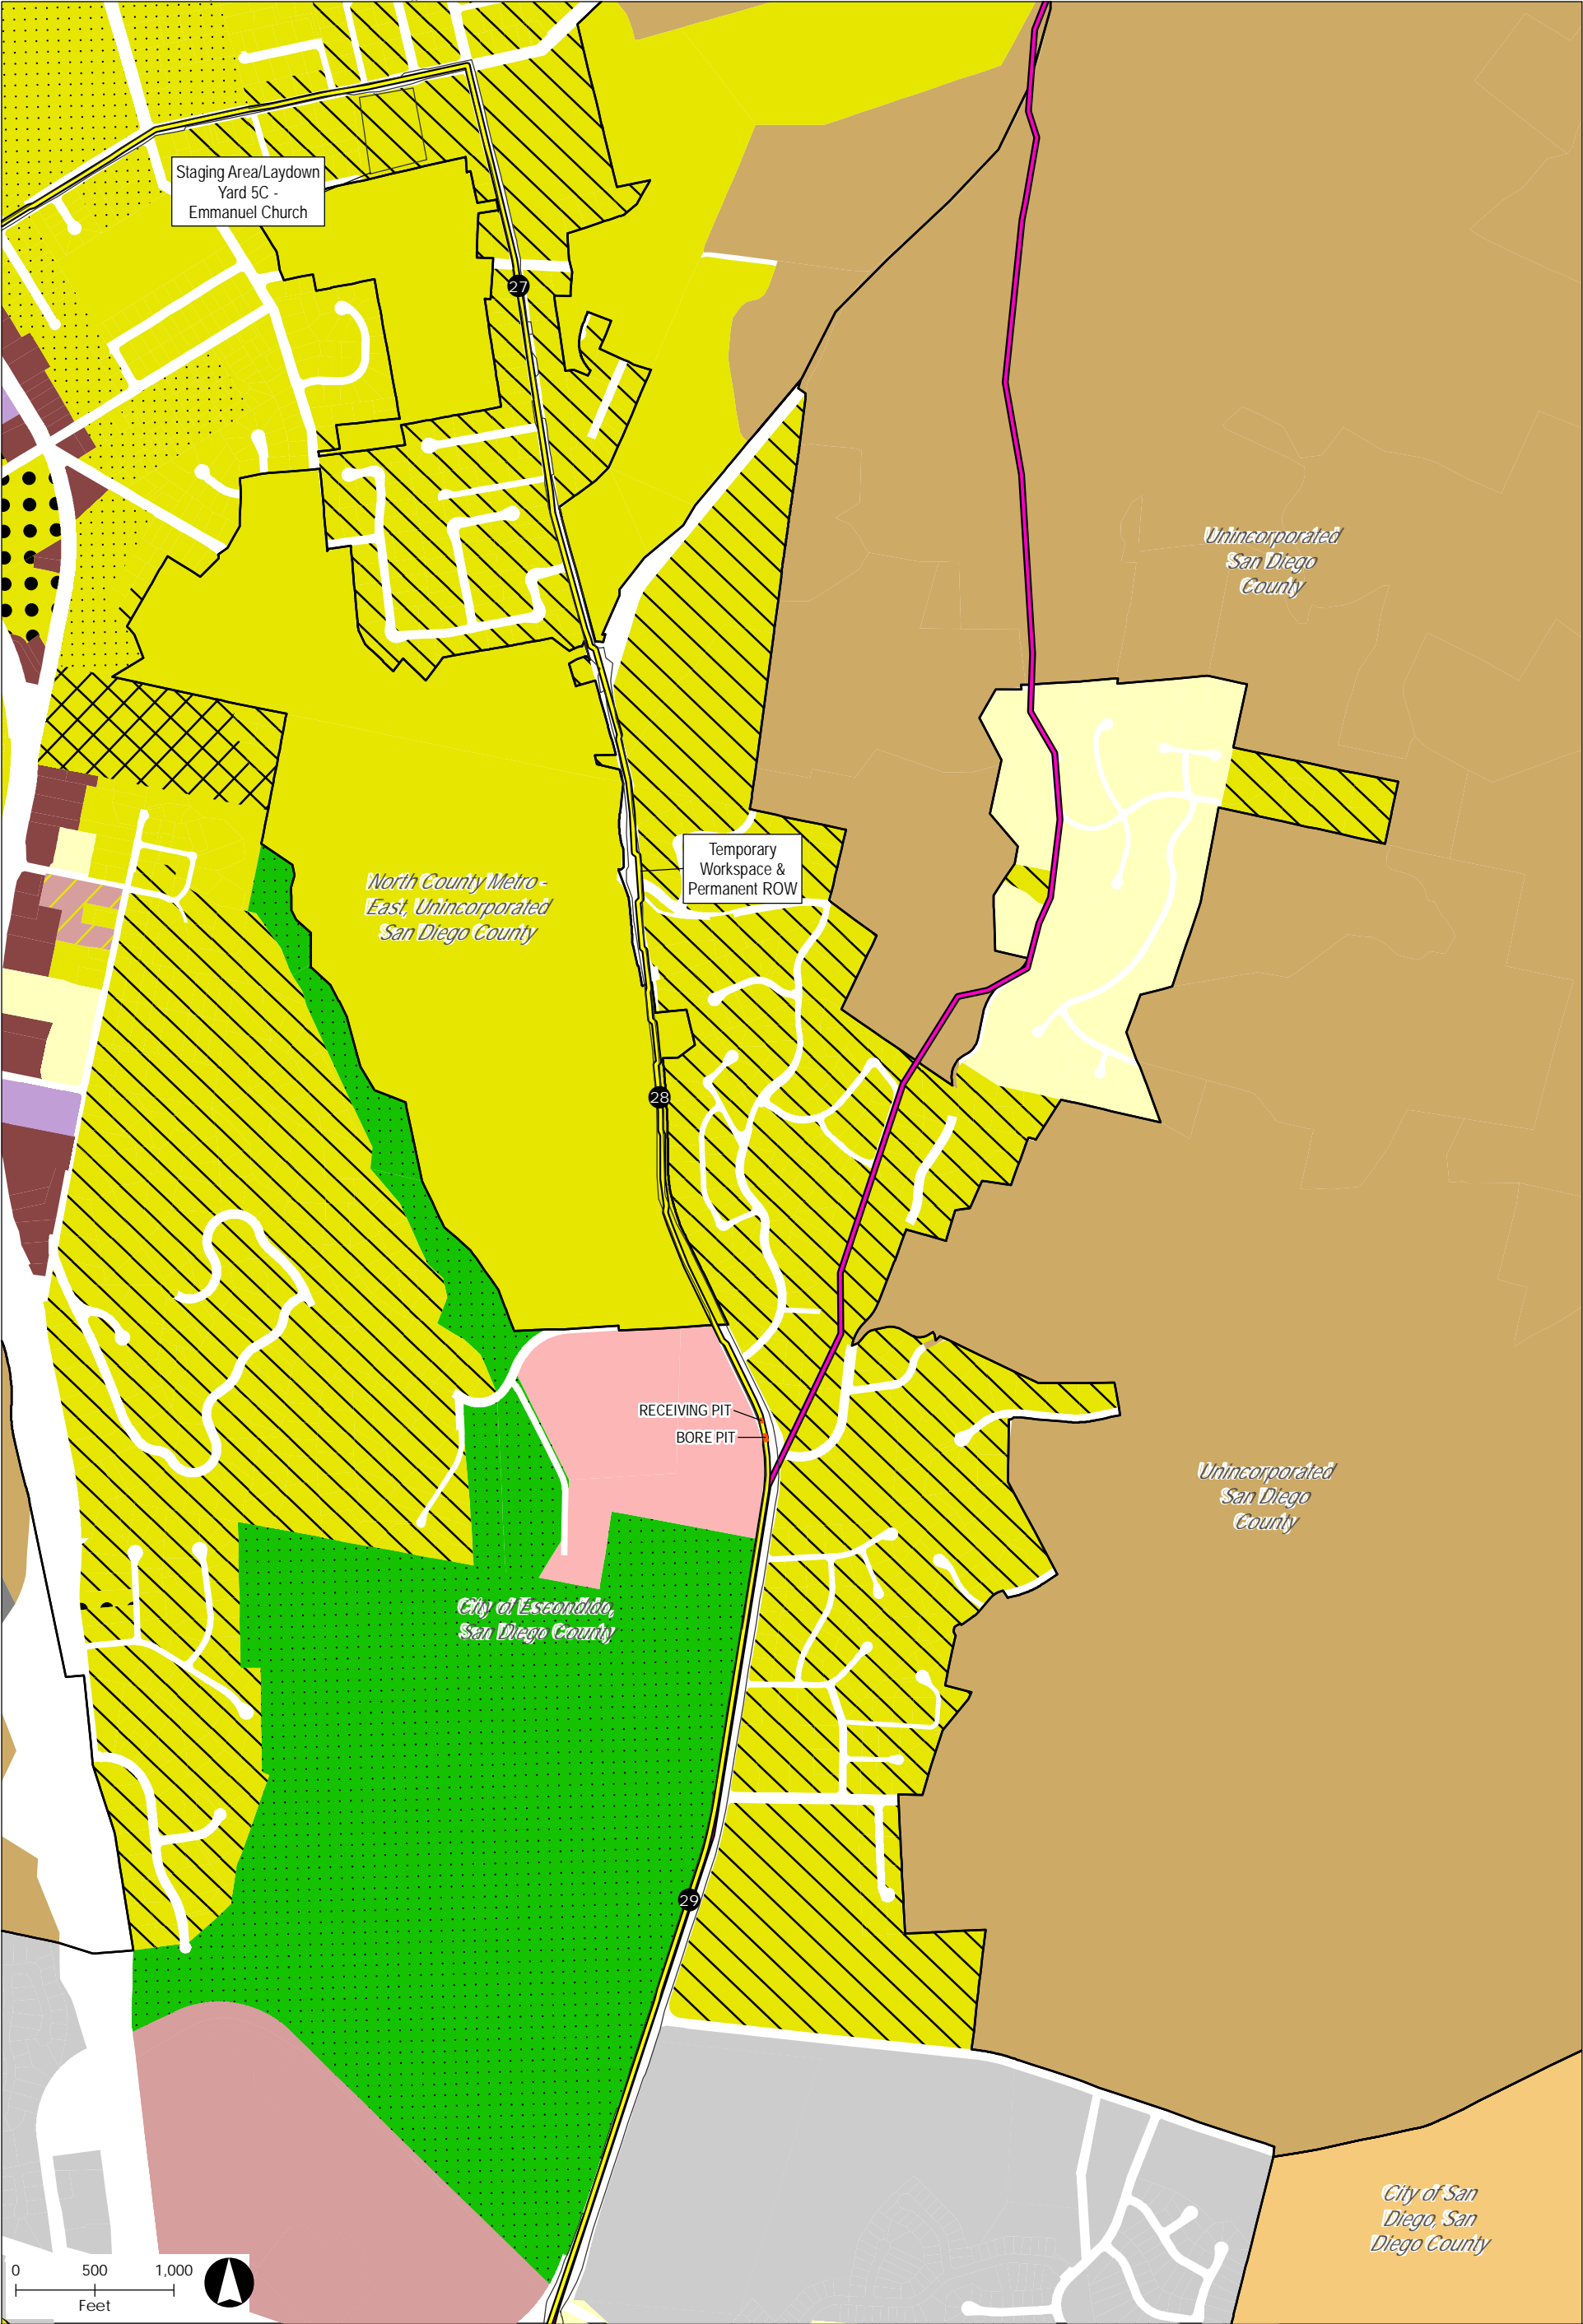 Staging Area/Laydown
Yard 5C -
Emmanuel Church
27
Unincorporated
San Diego
County
Temporary
Workspace &
Permanent ROW
North County Metro -
East, Unincorporated
San Diego County
28
RECEIVING PIT
BORE PIT
Unincorporated
San Diego
County
City of Escondido,
San Diego County
29
City of San
Diego, San
Diego County
0 500 1,000
Feet